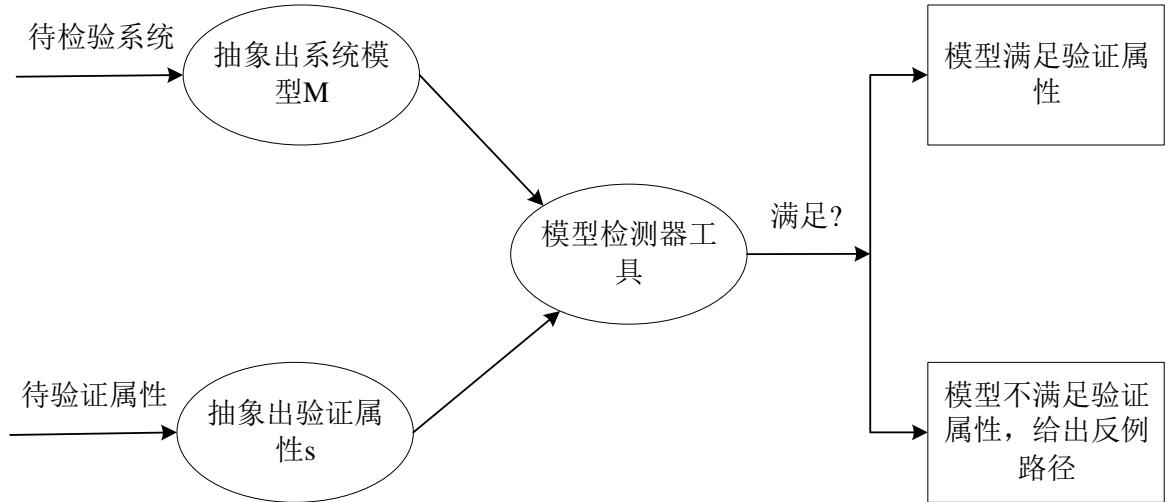 待检验系统
抽象出系统模
型M
模型满足验证属
性
满足?
模型检测器工
具
待验证属性
抽象出验证属
性s
模型不满足验证
属性，给出反例
路径